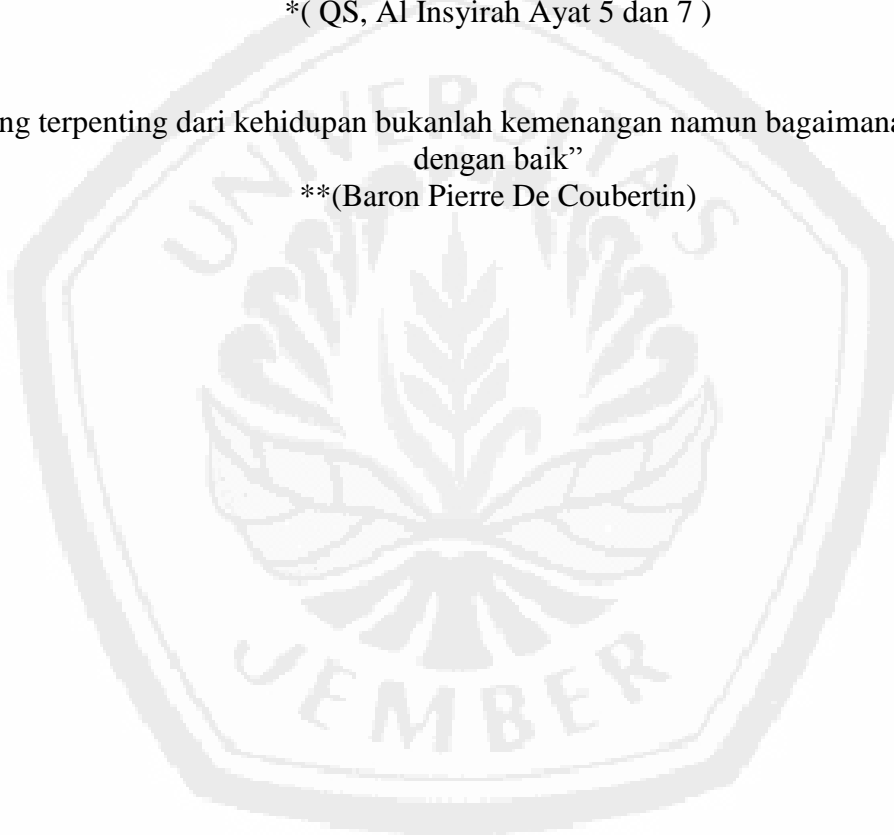 *( QS, Al Insyirah Ayat 5 dan 7 )
ng terpenting dari kehidupan bukanlah kemenangan namun bagaimana
dengan baik”
**(Baron Pierre De Coubertin)
UNIVERSITAS
JEMBER